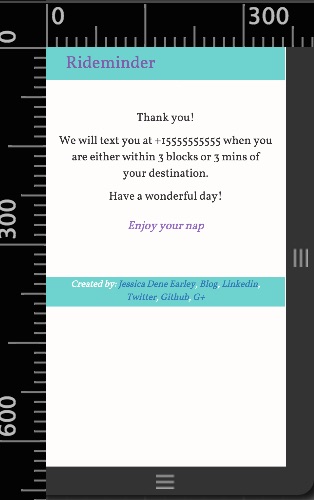 0 300
0
Rideminder
Thank you!
We will text you at +15555555555 when you
are either within 3 blocks or 3 mins of
your destination.
Have a wonderful day!
Enjoy your nap
300
Created by: Jessica Dene Earley, Blog, Linkedin,
Twitter, Github, G+
600